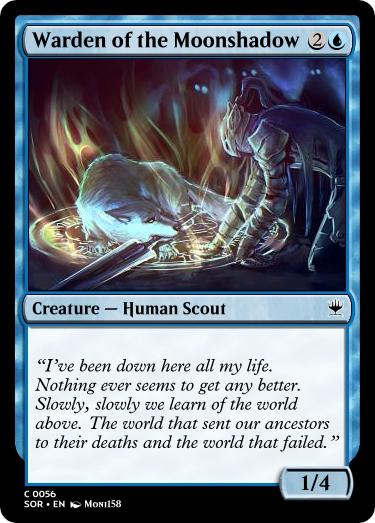 Warden of the Moonshadow 2
Creature — Human Scout
“I’ve been down here all my life.
Nothing ever seems to get any better.
Slowly, slowly we learn of the world
above. The world that sent our ancestors
to their deaths and the world that failed.”
1/4
C 0056
SOR • EN Moni158